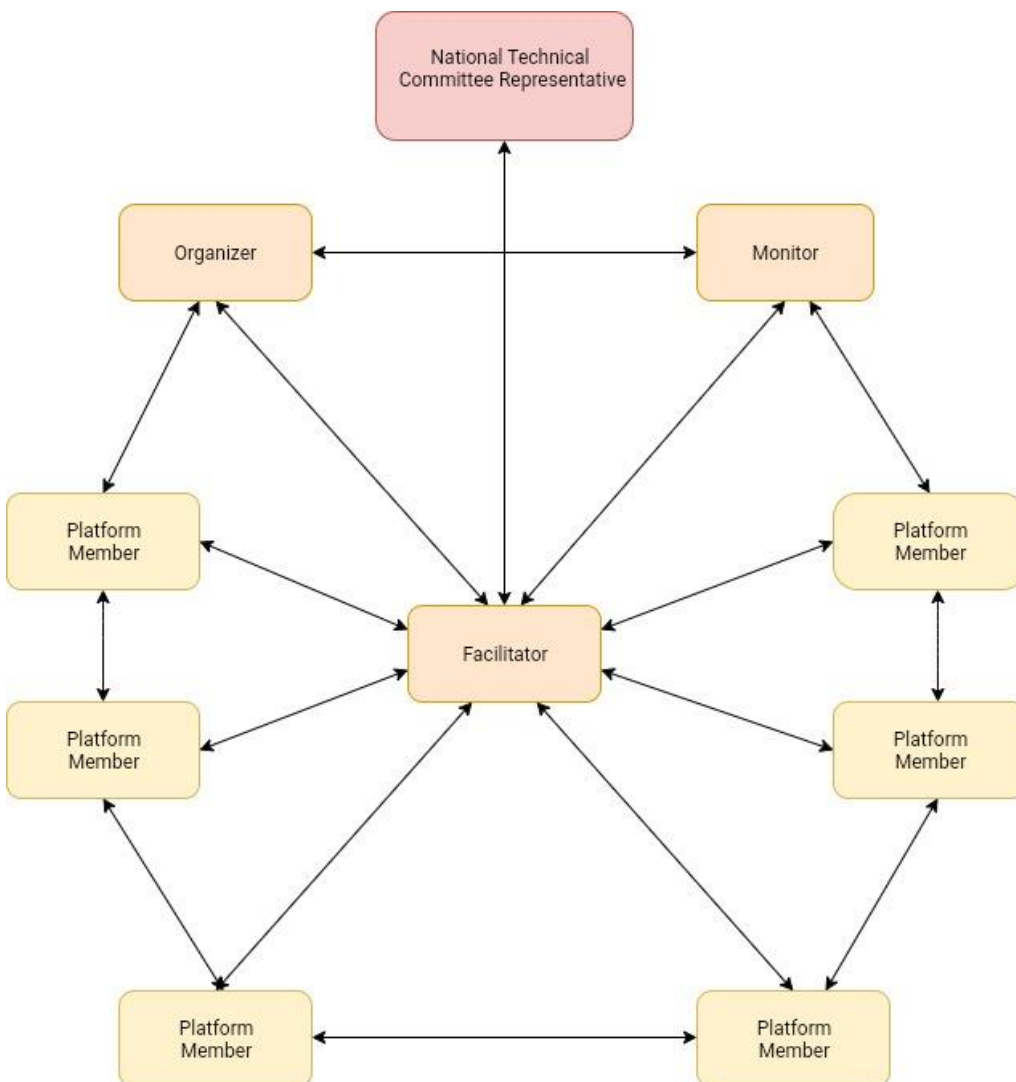 National Technical
Committee Representative
Organizer
Monitor
Platform
Member
Platform
Member
Facilitator
Platform
Member
Platform
Member
Platform
Member
Platform
Member